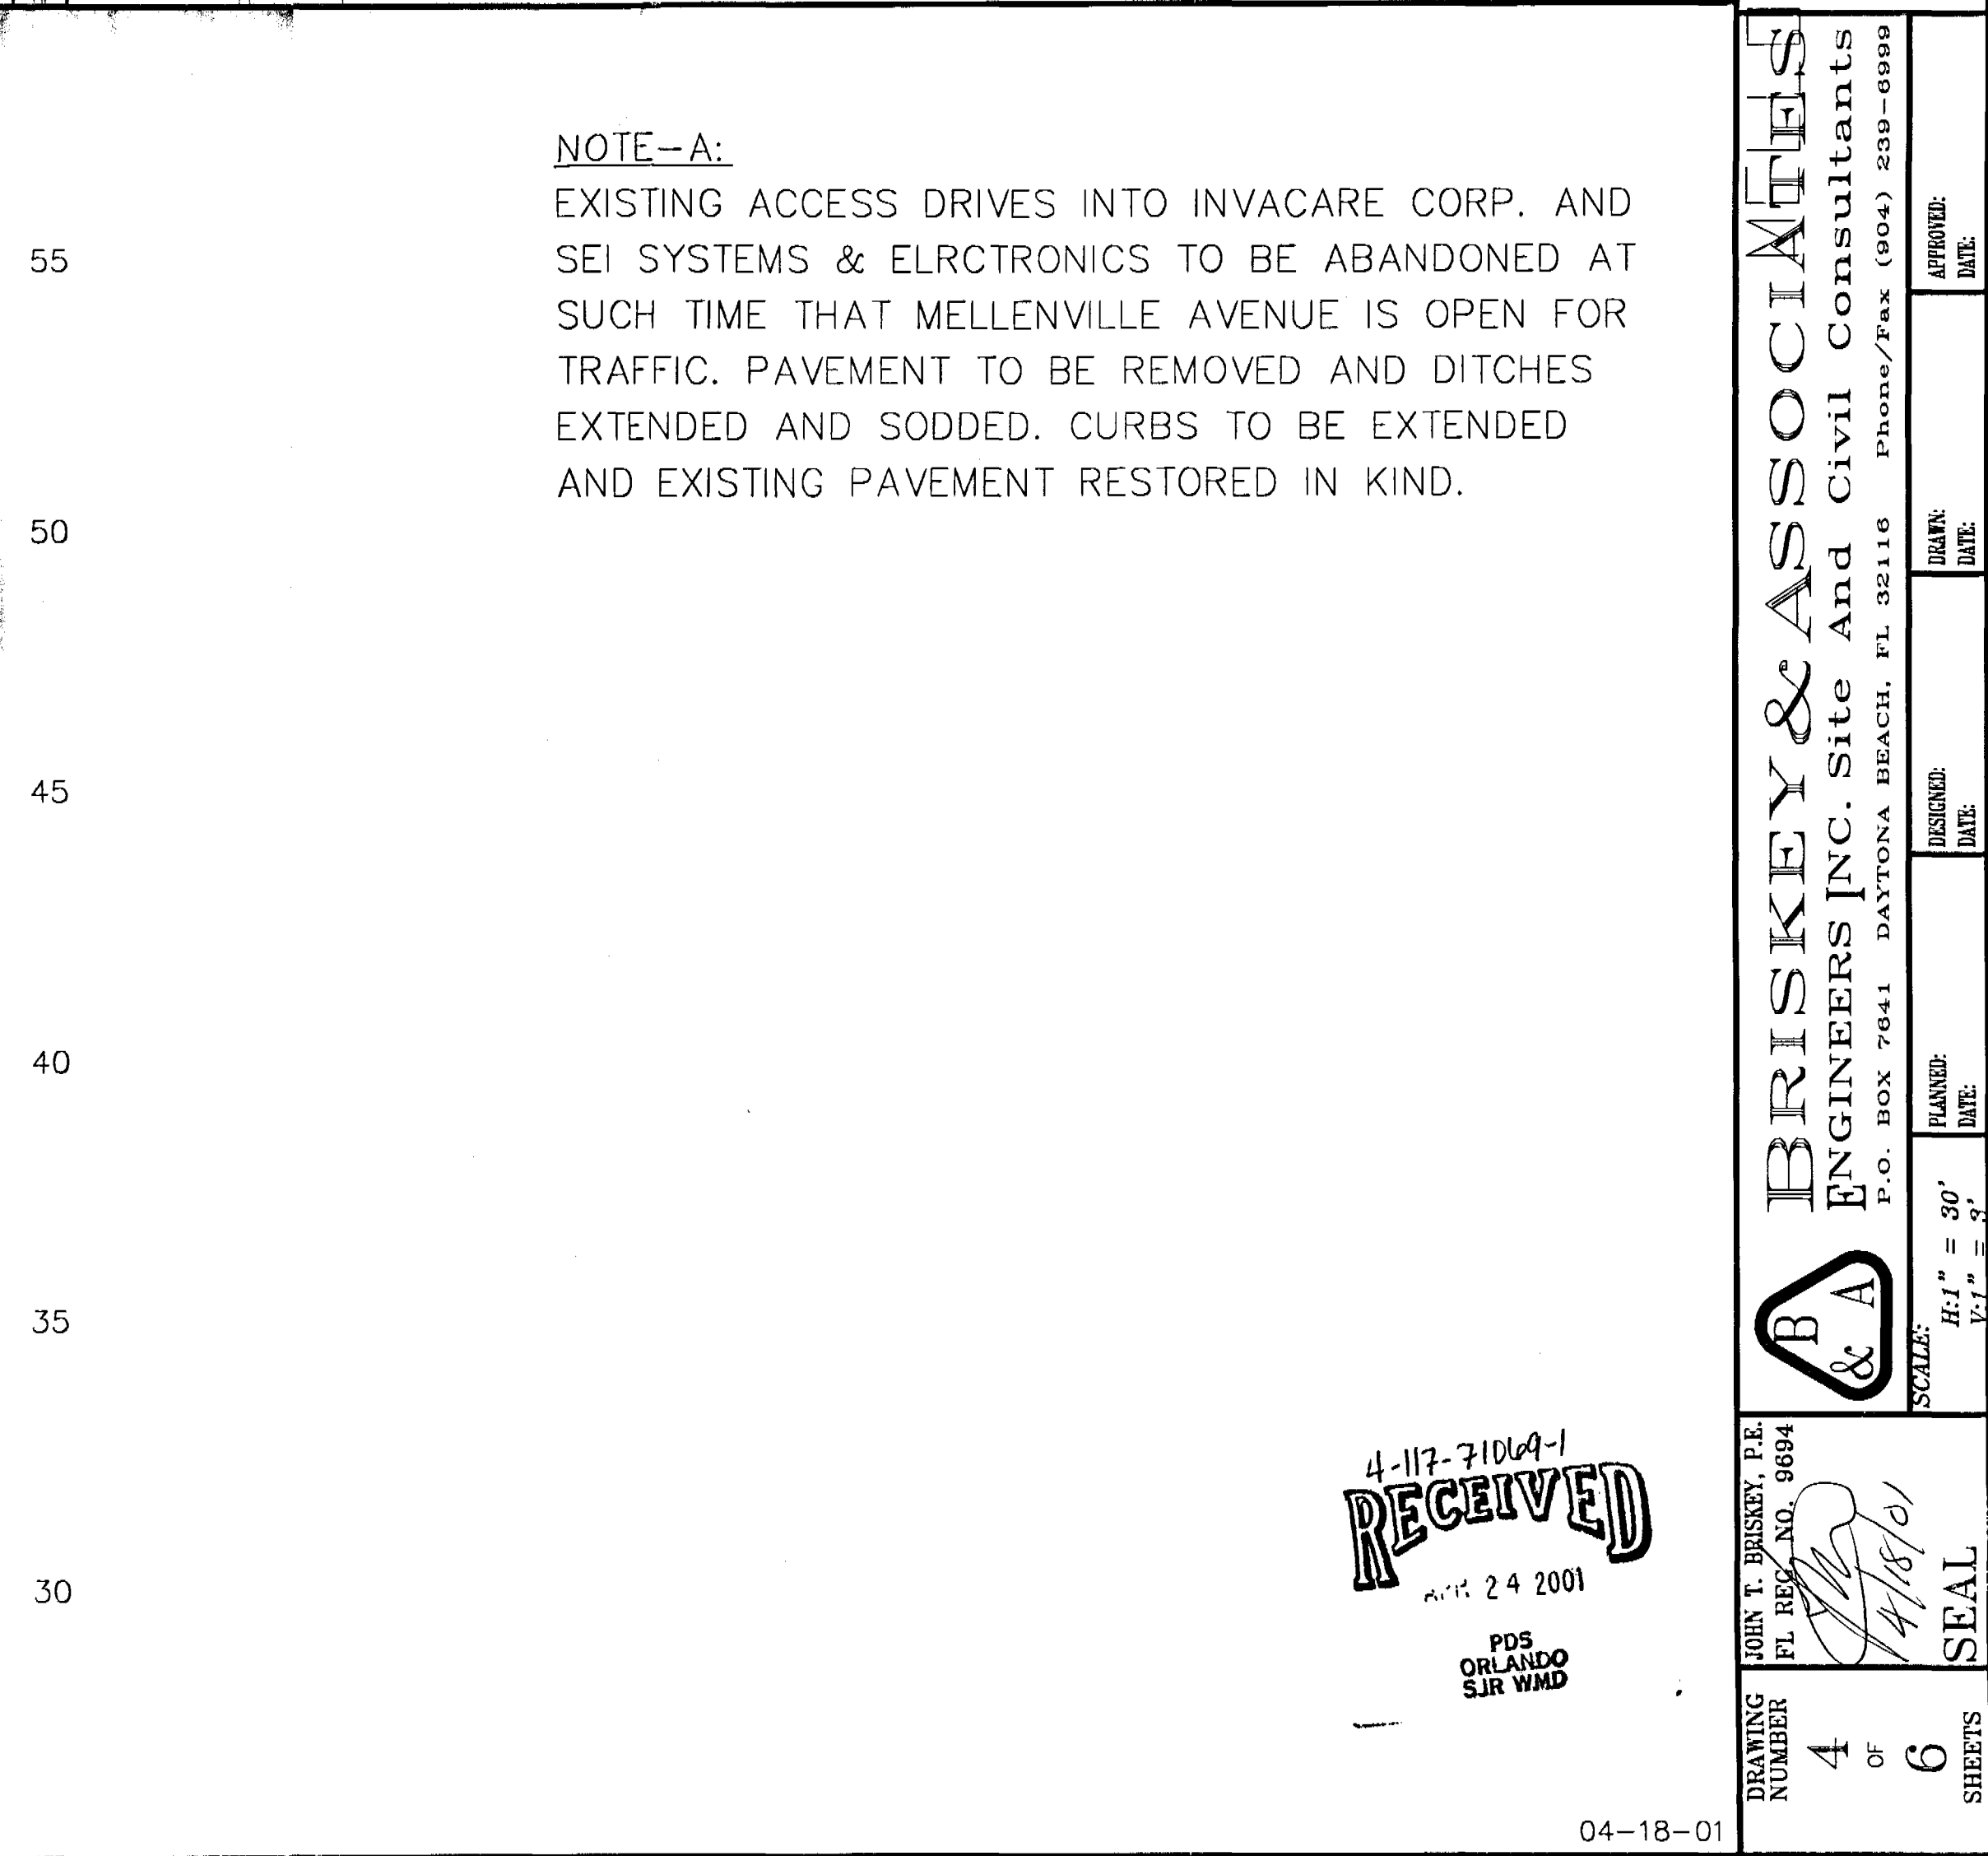 NOTE-A:
EXISTING ACCESS DRIVES INTO INVACARE CORP. AND
SEI SYSTEMS & ELRCTRONICS TO BE ABANDONED AT
SUCH TIME THAT MELLENVILLE AVENUE IS OPEN FOR
TRAFFIC. PAVEMENT TO BE REMOVED AND DITCHES
EXTENDED AND SODDED. CURBS TO BE EXTENDED
AND EXISTING PAVEMENT RESTORED IN KIND.
55
50
45
40
35
30
4-117-71069-1
RECEIVED
24 2001
PDS
ORLANDO
SJR WMD
04-18-01
BRISKEY & ASSOCIATES
ENGINEERS INC. Site And Civil Consultants
P.O. BOX 7641 DAYTONA BEACH, FL 32116 Phone/Fax (904) 239-6999
B
& A
APPROVED:
DATE:
DRAWN:
DATE:
DESIGNED:
DATE:
PLANNED:
DATE:
SCALE:
H:1" = 30'
V:1" = 3'
JOHN T. BRISKEY, P.E.
FL REG. NO. 9694
4/18/01
SEAL
DRAWING
NUMBER
4
OF
6
SHEETS